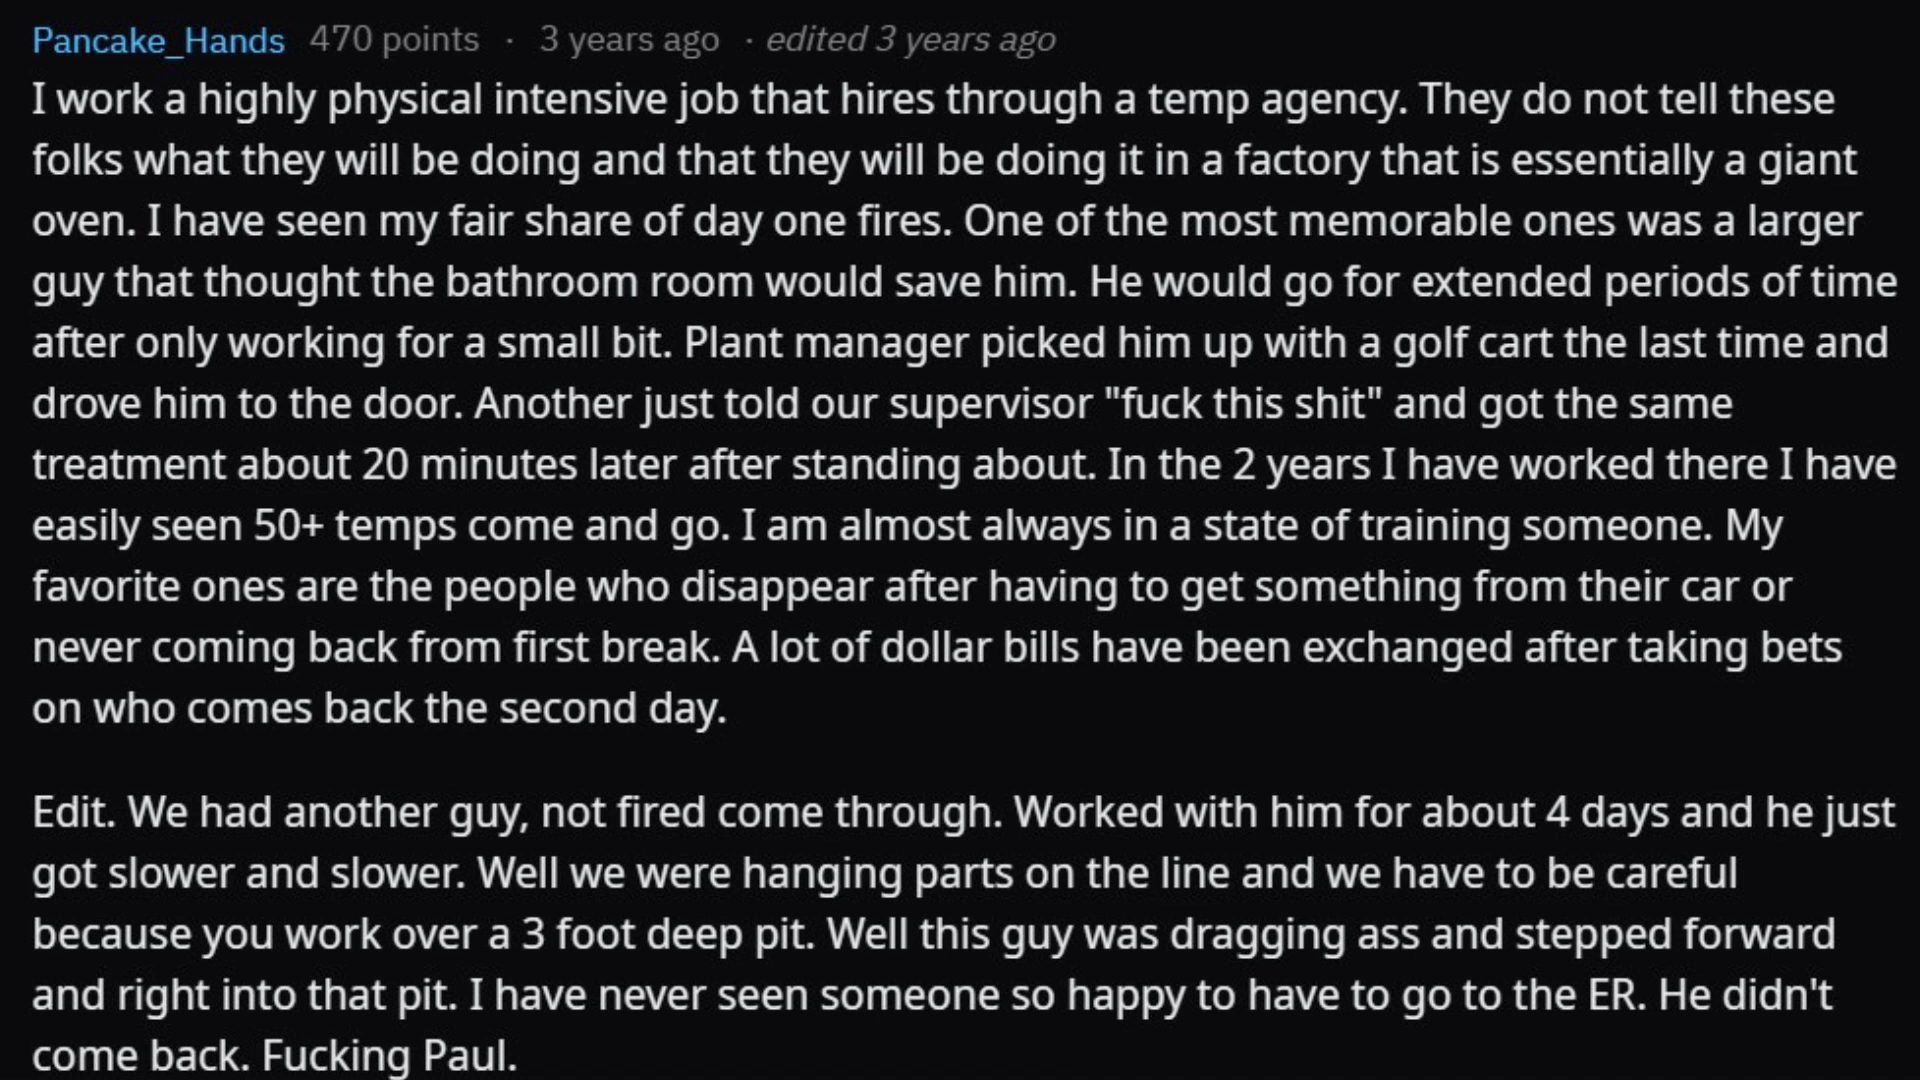 Pancake_Hands 470 points · 3 years ago · edited 3 years ago
I work a highly physical intensive job that hires through a temp agency. They do not tell these
folks what they will be doing and that they will be doing it in a factory that is essentially a giant
oven. I have seen my fair share of day one fires. One of the most memorable ones was a larger
guy that thought the bathroom room would save him. He would go for extended periods of time
after only working for a small bit. Plant manager picked him up with a golf cart the last time and
drove him to the door. Another just told our supervisor "fuck this shit" and got the same
treatment about 20 minutes later after standing about. In the 2 years I have worked there I have
easily seen 50+ temps come and go. I am almost always in a state of training someone. My
favorite ones are the people who disappear after having to get something from their car or
never coming back from first break. A lot of dollar bills have been exchanged after taking bets
on who comes back the second day.
Edit. We had another guy, not fired come through. Worked with him for about 4 days and he just
got slower and slower. Well we were hanging parts on the line and we have to be careful
because you work over a 3 foot deep pit. Well this guy was dragging ass and stepped forward
and right into that pit. I have never seen someone so happy to have to go to the ER. He didn't
come back. Fucking Paul.